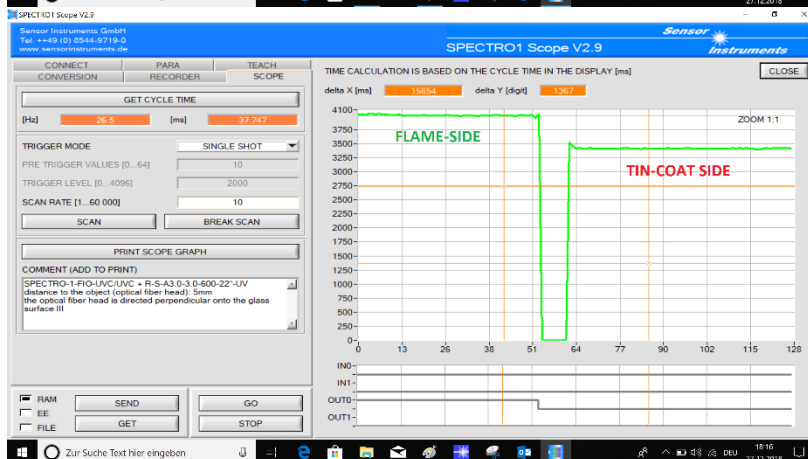 27.12.2018
SPECTRO1 Scope V2.9
Sensor Instruments GmbH
Tel. ++49 (0) 8544-9719-0
www.sensorinstruments.de
SPECTRO1 Scope V2.9
Sensor
Instruments
CONNECT PARA TEACH
CONVERSION RECORDER SCOPE
TIME CALCULATION IS BASED ON THE CYCLE TIME IN THE DISPLAY [ms]
CLOSE
GET CYCLE TIME
delta X [ms] 15854 delta Y [digit] 1367
[Hz] 26.5 [ms] 37.747
TRIGGER MODE SINGLE SHOT
PRE TRIGGER VALUES [0...64] 10
TRIGGER LEVEL [0...4096] 2000
SCAN RATE [1...60 000] 10
SCAN BREAK SCAN
PRINT SCOPE GRAPH
COMMENT (ADD TO PRINT)
SPECTRO-1-FIO-UVC/UVC + R-S-A3.0-3.0-600-22°-UV
distance to the object (optical fiber head): 5mm
the optical fiber head is directed perpendicular onto the glass
surface III
RAM
EE
FILE
SEND GO
GET STOP
ZOOM 1:1
FLAME-SIDE
TIN-COAT SIDE
4100
3750
3500
3250
3000
2750
2500
2250
2000
1750
1500
1250
1000
750
500
250
0
0 13 26 38 51 64 77 90 102 115 128
IN0
IN1
OUT0
OUT1
Zur Suche Text hier eingeben
DEU
18:16
27.12.2018